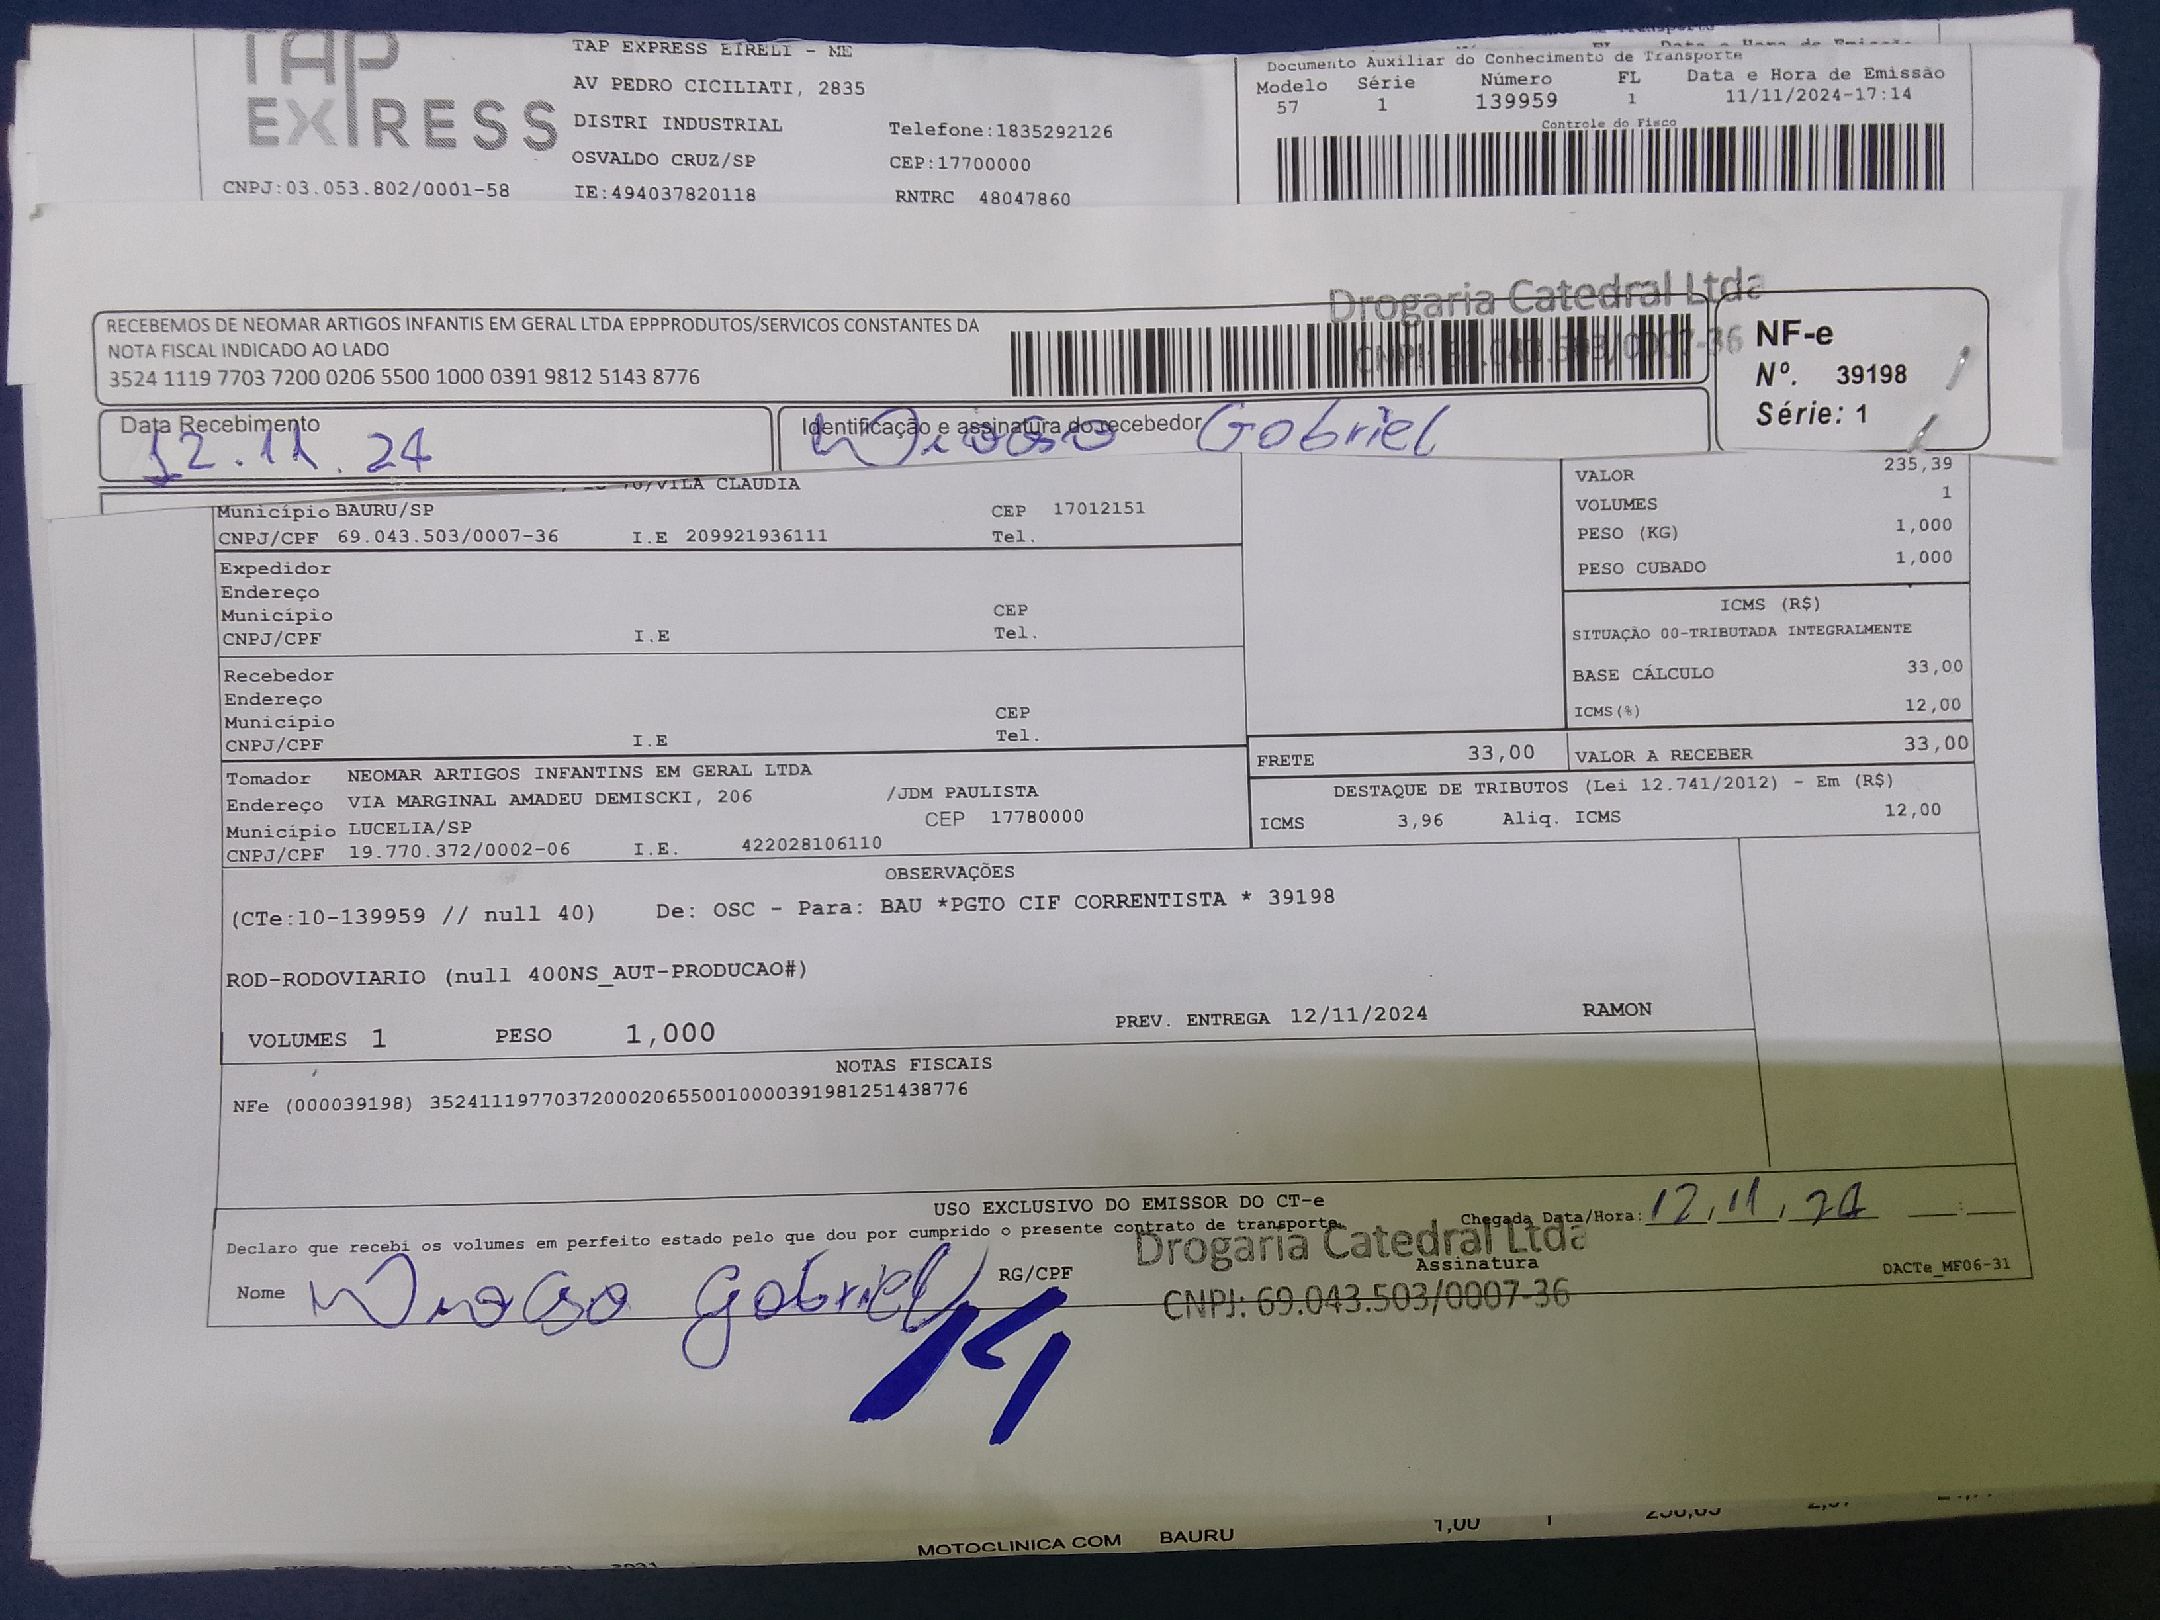 TAP EXPRESS
TAP EXPRESS EIRELI - ME
AV PEDRO CICILIATI, 2835
DISTRI INDUSTRIAL Telefone:1835292126
OSVALDO CRUZ/SP CEP:17700000
CNPJ:03.053.802/0001-58 IE:494037820118 RNTRC 48047860
Documento Auxiliar do Conhecimento de Transporte
Modelo Série Número FL Data e Hora de Emissão
57 1 139959 1 11/11/2024-17:14
Controle do Fisco
Drogaria Catedral Ltda
RECEBEMOS DE NEOMAR ARTIGOS INFANTIS EM GERAL LTDA EPPPRODUTOS/SERVICOS CONSTANTES DA
NOTA FISCAL INDICADO AO LADO
3524 1119 7703 7200 0206 5500 1000 0391 9812 5143 8776
NF-e
Nº. 39198
Série: 1
Data Recebimento
12.11.24
Identificação e assinatura do recebedor
Gabriel
/VILA CLAUDIA
Município BAURU/SP CEP 17012151
CNPJ/CPF 69.043.503/0007-36 I.E 209921936111 Tel.
VALOR 235,39
VOLUMES 1
PESO (KG) 1,000
PESO CUBADO 1,000
Expedidor
Endereço
Município CEP
CNPJ/CPF I.E Tel.
ICMS (R$)
SITUAÇÃO 00-TRIBUTADA INTEGRALMENTE
BASE CÁLCULO 33,00
ICMS(%) 12,00
Recebedor
Endereço
Município CEP
CNPJ/CPF I.E Tel.
FRETE 33,00 VALOR A RECEBER 33,00
Tomador NEOMAR ARTIGOS INFANTINS EM GERAL LTDA
Endereço VIA MARGINAL AMADEU DEMISCKI, 206 /JDM PAULISTA
Município LUCELIA/SP CEP 17780000
CNPJ/CPF 19.770.372/0002-06 I.E. 422028106110
DESTAQUE DE TRIBUTOS (Lei 12.741/2012) - Em (R$)
ICMS 3,96 Aliq. ICMS 12,00
OBSERVAÇÕES
(CTe:10-139959 // null 40) De: OSC - Para: BAU *PGTO CIF CORRENTISTA * 39198
ROD-RODOVIARIO (null 400NS_AUT-PRODUCAO#)
VOLUMES 1 PESO 1,000 PREV. ENTREGA 12/11/2024 RAMON
NOTAS FISCAIS
NFe (000039198) 35241119770372000206550010000391981251438776
USO EXCLUSIVO DO EMISSOR DO CT-e
Declaro que recebi os volumes em perfeito estado pelo que dou por cumprido o presente contrato de transporte. Chegada Data/Hora: 12,11,24 :
Drogaria Catedral Ltda
Nome Gabriel RG/CPF Assinatura DACTe_MF06-31
CNPJ: 69.043.503/0007-36
MOTOCLINICA COM BAURU 1,00 1